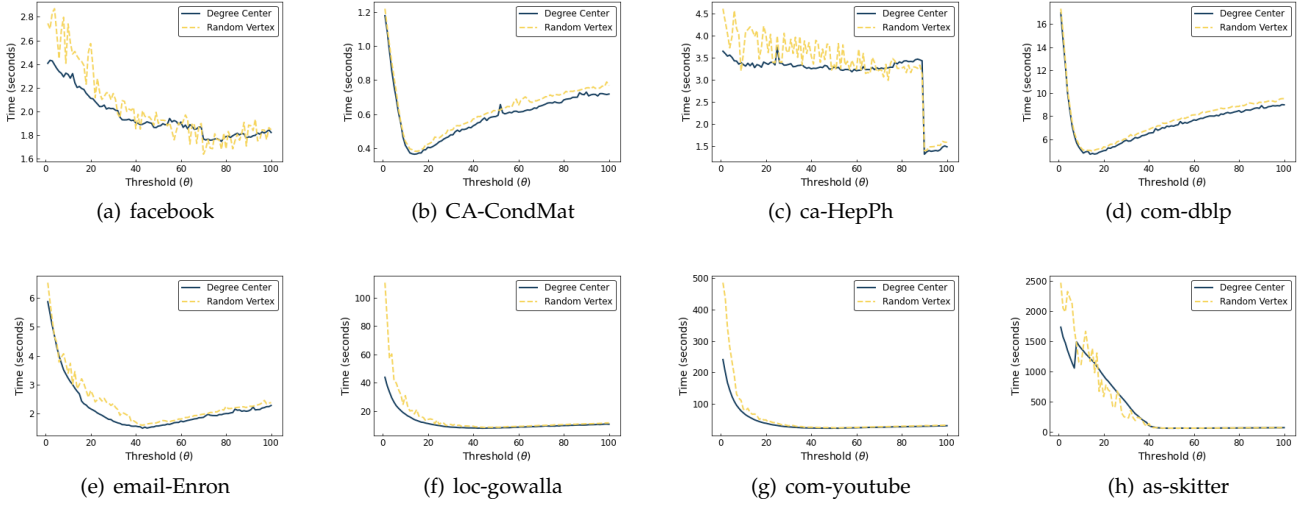 Degree Center
Random Vertex
2.8
2.6
2.4
2.2
2.0
1.8
1.6
Time (seconds)
0 20 40 60 80 100
Threshold (θ)
(a) facebook
Degree Center
Random Vertex
1.2
1.0
0.8
0.6
0.4
Time (seconds)
0 20 40 60 80 100
Threshold (θ)
(b) CA-CondMat
Degree Center
Random Vertex
4.5
4.0
3.5
3.0
2.5
2.0
1.5
Time (seconds)
0 20 40 60 80 100
Threshold (θ)
(c) ca-HepPh
Degree Center
Random Vertex
16
14
12
10
8
6
Time (seconds)
0 20 40 60 80 100
Threshold (θ)
(d) com-dblp
Degree Center
Random Vertex
6
5
4
3
2
Time (seconds)
0 20 40 60 80 100
Threshold (θ)
(e) email-Enron
Degree Center
Random Vertex
100
80
60
40
20
Time (seconds)
0 20 40 60 80 100
Threshold (θ)
(f) loc-gowalla
Degree Center
Random Vertex
500
400
300
200
100
Time (seconds)
0 20 40 60 80 100
Threshold (θ)
(g) com-youtube
Degree Center
Random Vertex
2500
2000
1500
1000
500
0
Time (seconds)
0 20 40 60 80 100
Threshold (θ)
(h) as-skitter